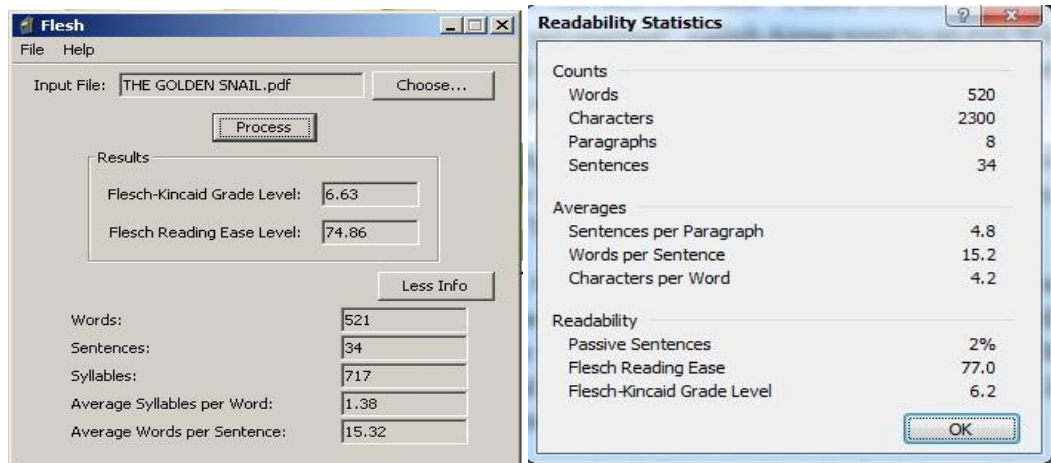 Flesh
File Help
Input File: THE GOLDEN SNAIL.pdf Choose...
Process
Results
Flesch-Kincaid Grade Level: 6.63
Flesch Reading Ease Level: 74.86
Less Info
Words: 521
Sentences: 34
Syllables: 717
Average Syllables per Word: 1.38
Average Words per Sentence: 15.32
Readability Statistics
Counts
Words 520
Characters 2300
Paragraphs 8
Sentences 34
Averages
Sentences per Paragraph 4.8
Words per Sentence 15.2
Characters per Word 4.2
Readability
Passive Sentences 2%
Flesch Reading Ease 77.0
Flesch-Kincaid Grade Level 6.2
OK